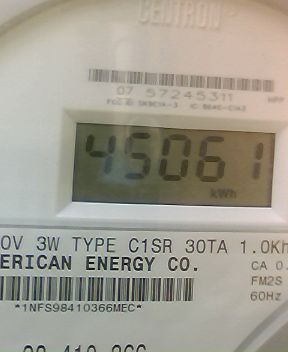 CENTRON
07 57245311
45061
kWh
0V 3W TYPE C1SR 30TA 1.0Kh
ERICAN ENERGY CO.
CA 0.
FM2S
60Hz
*1NFS98410366MEC*